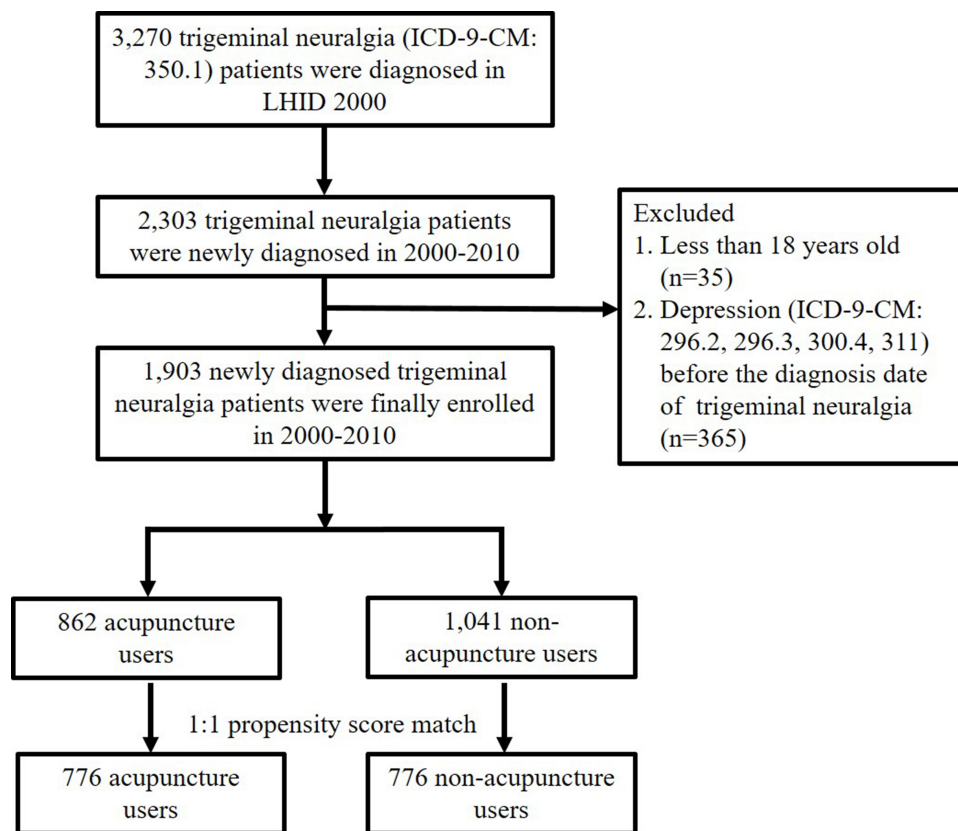 3,270 trigeminal neuralgia (ICD-9-CM:
350.1) patients were diagnosed in
LHID 2000
2,303 trigeminal neuralgia patients
were newly diagnosed in 2000-2010
Excluded
1. Less than 18 years old
(n=35)
2. Depression (ICD-9-CM:
296.2, 296.3, 300.4, 311)
before the diagnosis date
of trigeminal neuralgia
(n=365)
1,903 newly diagnosed trigeminal
neuralgia patients were finally enrolled
in 2000-2010
862 acupuncture
users
1,041 non-
acupuncture users
1:1 propensity score match
776 acupuncture
users
776 non-acupuncture
users